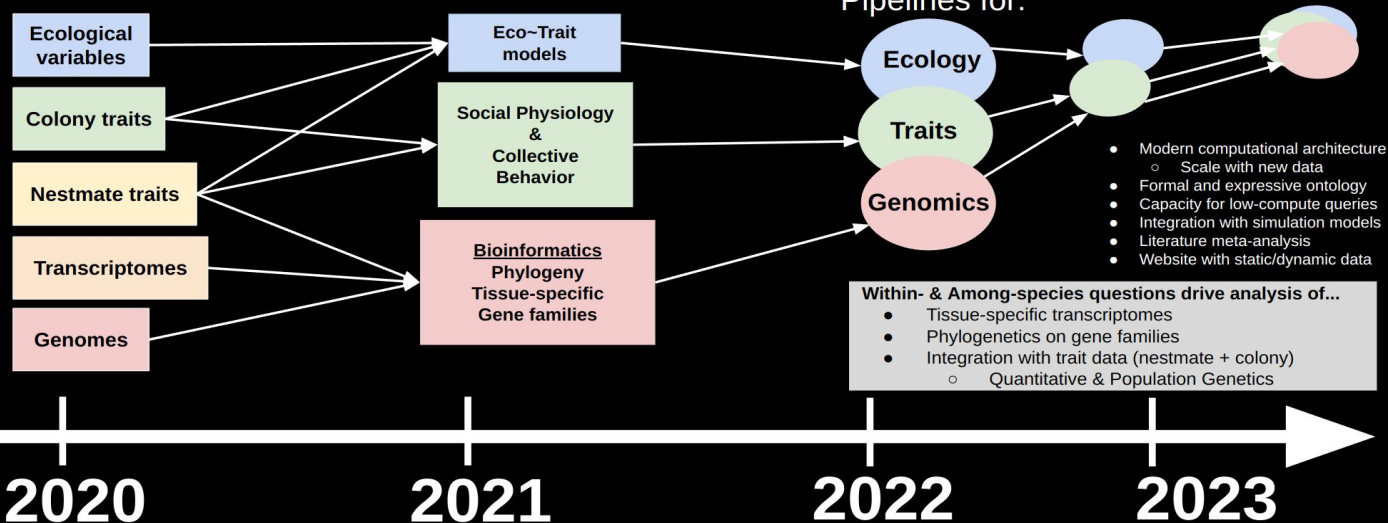 Pipelines for:
Ecological
variables
Colony traits
Nestmate traits
Transcriptomes
Genomes
Eco~Trait
models
Social Physiology
&
Collective
Behavior
Bioinformatics
Phylogeny
Tissue-specific
Gene families
Ecology
Traits
Genomics
● Modern computational architecture
○ Scale with new data
● Formal and expressive ontology
● Capacity for low-compute queries
● Integration with simulation models
● Literature meta-analysis
● Website with static/dynamic data
Within- & Among-species questions drive analysis of...
● Tissue-specific transcriptomes
● Phylogenetics on gene families
● Integration with trait data (nestmate + colony)
○ Quantitative & Population Genetics
2020
2021
2022
2023